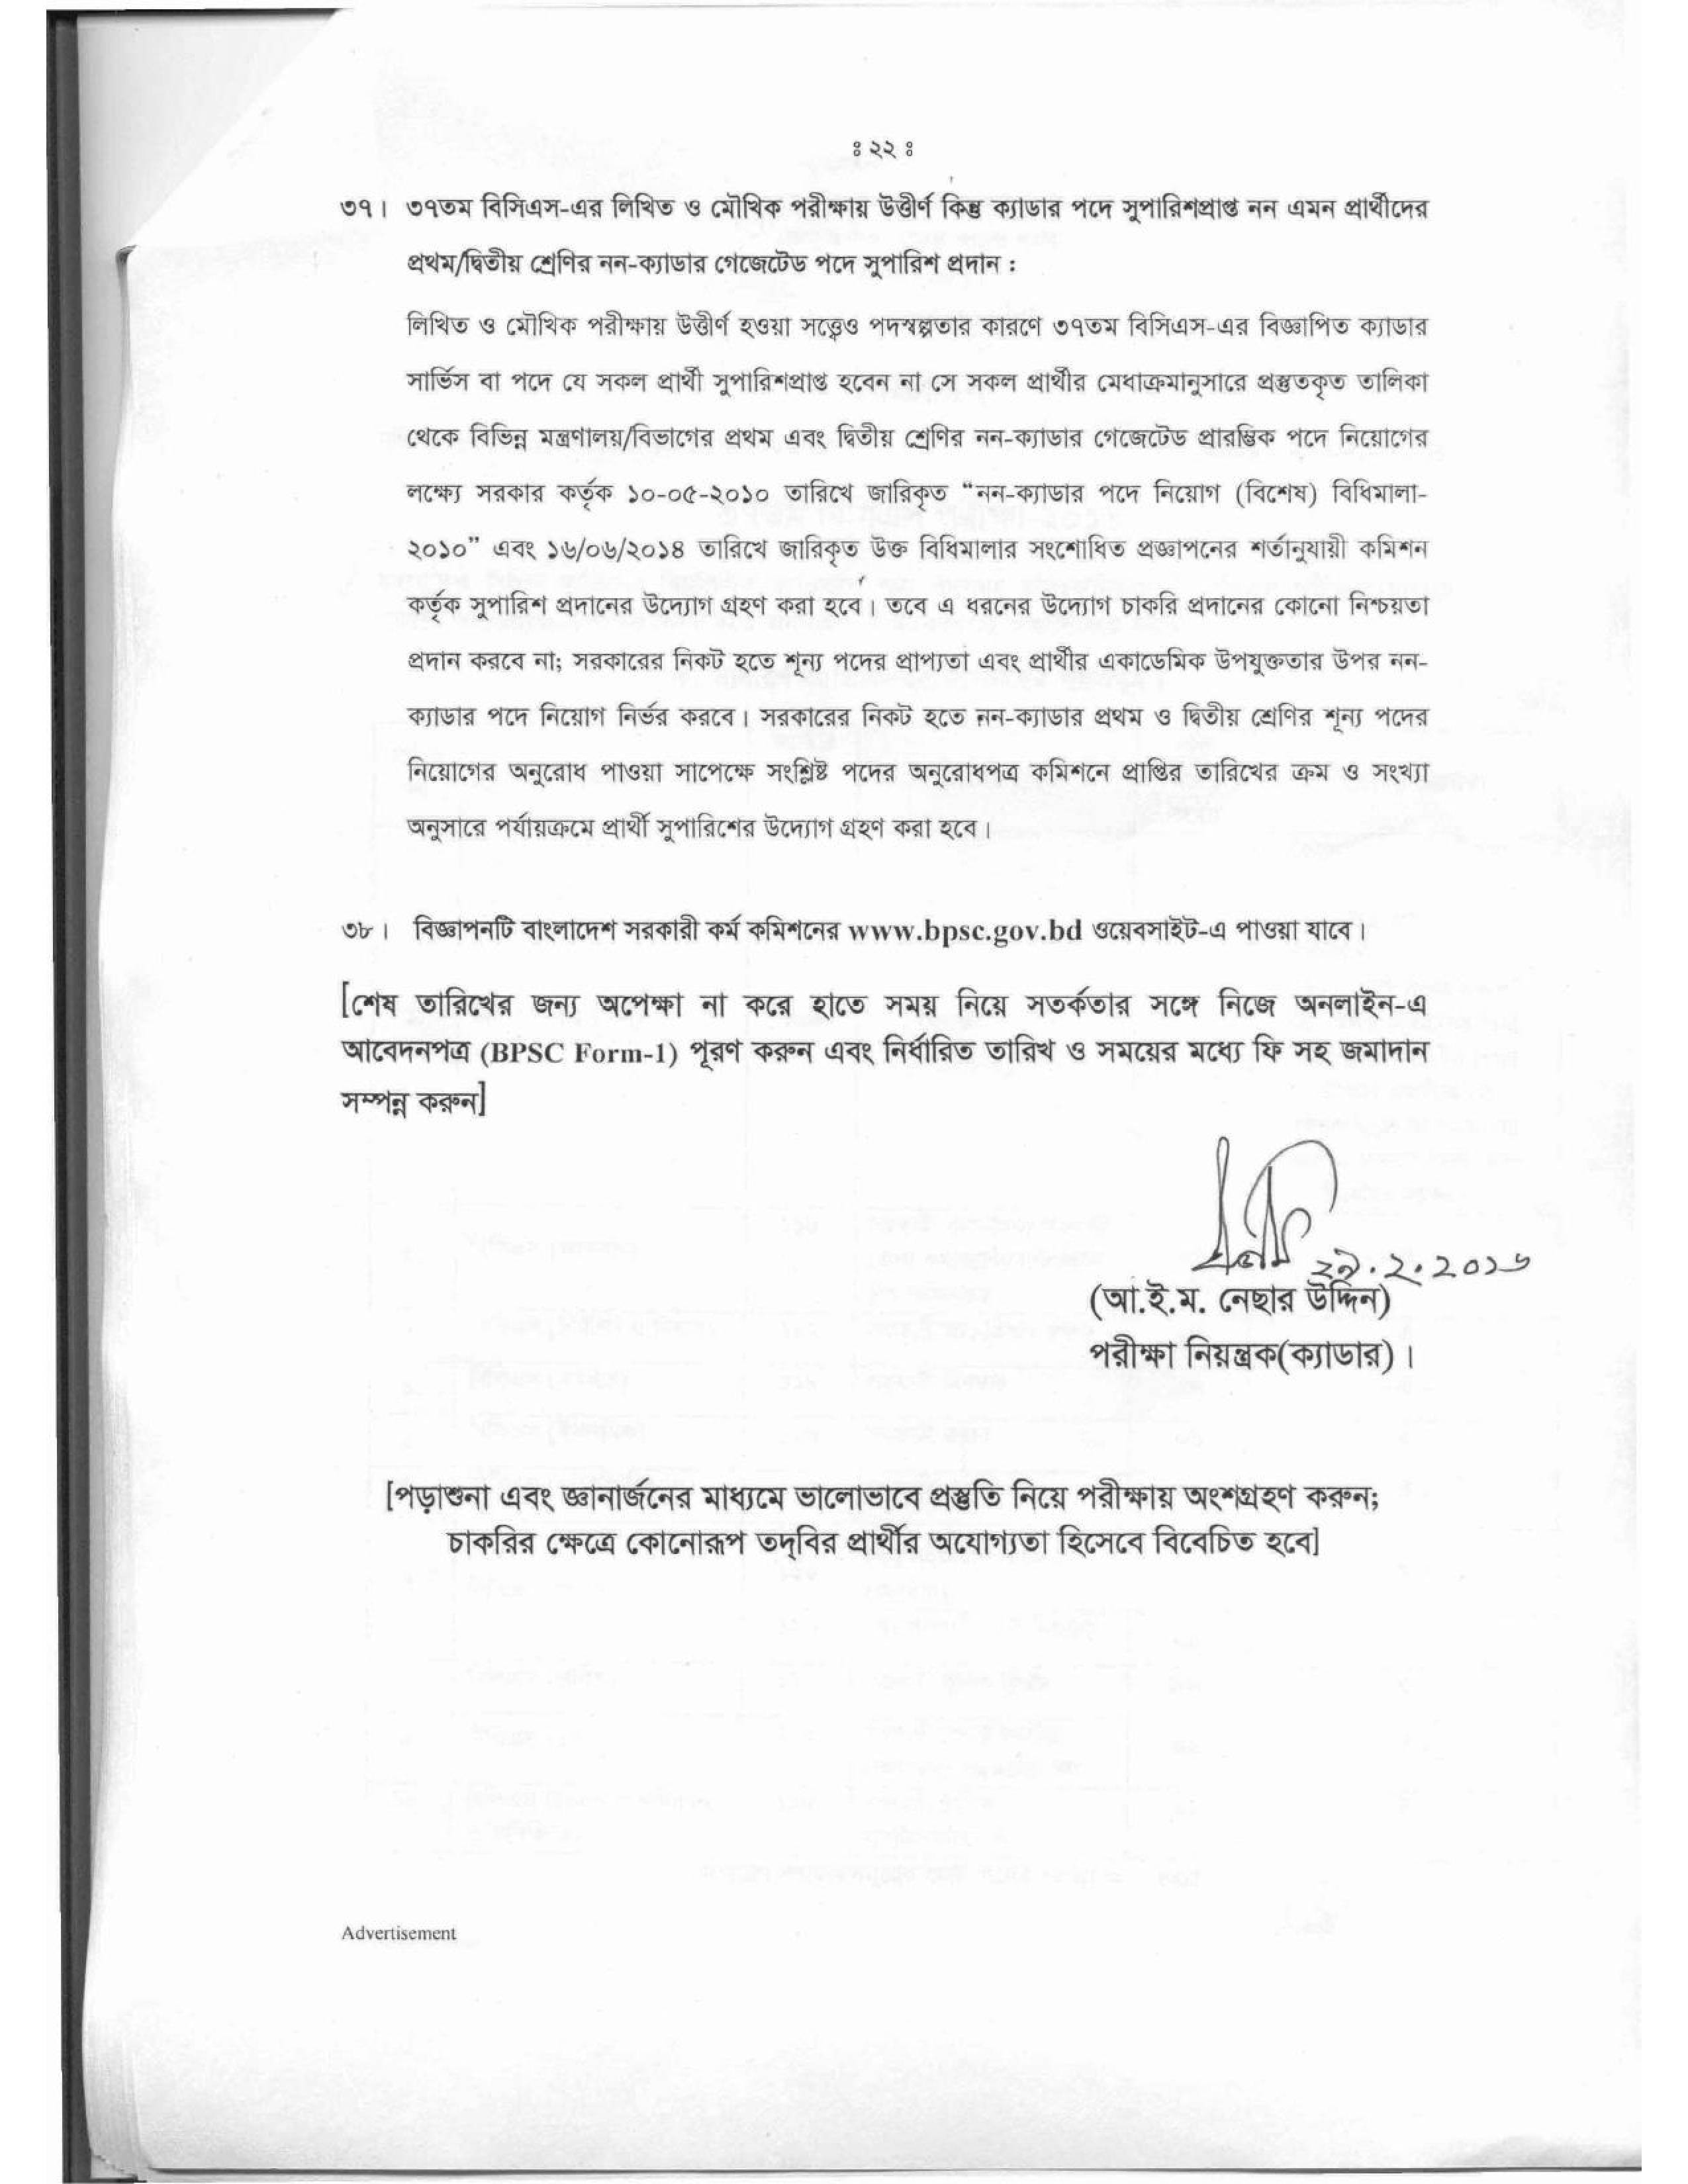 ঃ ২২ ঃ
৩৭। ৩৭তম বিসিএস-এর লিখিত ও মৌখিক পরীক্ষায় উত্তীর্ণ কিন্তু ক্যাডার পদে সুপারিশপ্রাপ্ত নন এমন প্রার্থীদের
প্রথম/দ্বিতীয় শ্রেণির নন-ক্যাডার গেজেটেড পদে সুপারিশ প্রদান :
লিখিত ও মৌখিক পরীক্ষায় উত্তীর্ণ হওয়া সত্ত্বেও পদস্বল্পতার কারণে ৩৭তম বিসিএস-এর বিজ্ঞাপিত ক্যাডার
সার্ভিস বা পদে যে সকল প্রার্থী সুপারিশপ্রাপ্ত হবেন না সে সকল প্রার্থীর মেধাক্রমানুসারে প্রস্তুতকৃত তালিকা
থেকে বিভিন্ন মন্ত্রণালয়/বিভাগের প্রথম এবং দ্বিতীয় শ্রেণির নন-ক্যাডার গেজেটেড প্রারম্ভিক পদে নিয়োগের
লক্ষ্যে সরকার কর্তৃক ১০-০৫-২০১০ তারিখে জারিকৃত “নন-ক্যাডার পদে নিয়োগ (বিশেষ) বিধিমালা-
২০১০” এবং ১৬/০৬/২০১৪ তারিখে জারিকৃত উক্ত বিধিমালার সংশোধিত প্রজ্ঞাপনের শর্তানুযায়ী কমিশন
কর্তৃক সুপারিশ প্রদানের উদ্যোগ গ্রহণ করা হবে। তবে এ ধরনের উদ্যোগ চাকরি প্রদানের কোনো নিশ্চয়তা
প্রদান করবে না; সরকারের নিকট হতে শূন্য পদের প্রাপ্যতা এবং প্রার্থীর একাডেমিক উপযুক্ততার উপর নন-
ক্যাডার পদে নিয়োগ নির্ভর করবে। সরকারের নিকট হতে নন-ক্যাডার প্রথম ও দ্বিতীয় শ্রেণির শূন্য পদের
নিয়োগের অনুরোধ পাওয়া সাপেক্ষে সংশ্লিষ্ট পদের অনুরোধপত্র কমিশনে প্রাপ্তির তারিখের ক্রম ও সংখ্যা
অনুসারে পর্যায়ক্রমে প্রার্থী সুপারিশের উদ্যোগ গ্রহণ করা হবে।
৩৮। বিজ্ঞাপনটি বাংলাদেশ সরকারী কর্ম কমিশনের www.bpsc.gov.bd ওয়েবসাইট-এ পাওয়া যাবে।
[শেষ তারিখের জন্য অপেক্ষা না করে হাতে সময় নিয়ে সতর্কতার সঙ্গে নিজে অনলাইন-এ
আবেদনপত্র (BPSC Form-1) পূরণ করুন এবং নির্ধারিত তারিখ ও সময়ের মধ্যে ফি সহ জমাদান
সম্পন্ন করুন]
২৯.২.২০১৬
(আ.ই.ম. নেছার উদ্দিন)
পরীক্ষা নিয়ন্ত্রক(ক্যাডার)।
[পড়াশুনা এবং জ্ঞানার্জনের মাধ্যমে ভালোভাবে প্রস্তুতি নিয়ে পরীক্ষায় অংশগ্রহণ করুন;
চাকরির ক্ষেত্রে কোনোরূপ তদ্‌বির প্রার্থীর অযোগ্যতা হিসেবে বিবেচিত হবে]
Advertisement